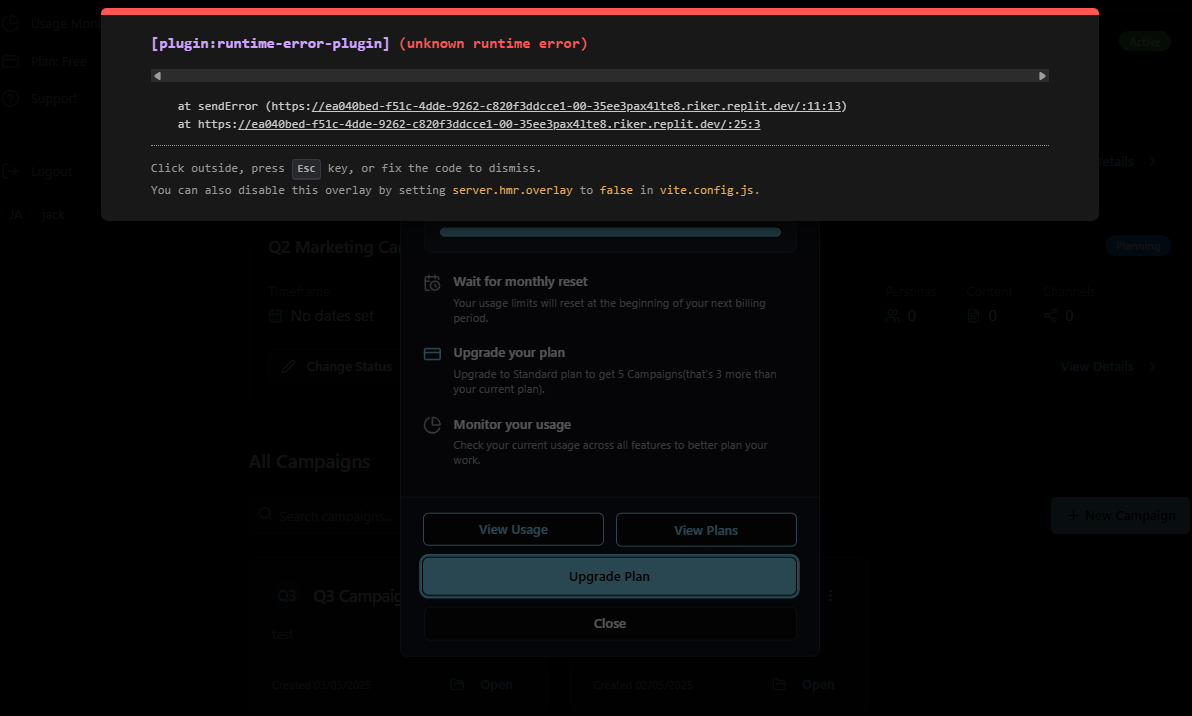 Usage Mon
Plan: Free
Support
Logout
JA jack
Active
[plugin:runtime-error-plugin] (unknown runtime error)
at sendError (https://ea040bed-f51c-4dde-9262-c820f3ddcce1-00-35ee3pax4lte8.riker.replit.dev/:11:13)
at https://ea040bed-f51c-4dde-9262-c820f3ddcce1-00-35ee3pax4lte8.riker.replit.dev/:25:3
Click outside, press Esc key, or fix the code to dismiss.
You can also disable this overlay by setting server.hmr.overlay to false in vite.config.js.
etails
Q2 Marketing Ca
Planning
Timeframe
No dates set
Personas Content Channels
0 0 0
Change Status
View Details
Wait for monthly reset
Your usage limits will reset at the beginning of your next billing
period.
Upgrade your plan
Upgrade to Standard plan to get 5 Campaigns(that's 3 more than
your current plan).
Monitor your usage
Check your current usage across all features to better plan your
work.
All Campaigns
Search campaigns...
+ New Campaign
View Usage
View Plans
Upgrade Plan
Close
Q3 Q3 Campaig
test
Created 03/05/2025 Open
Created 02/05/2025 Open